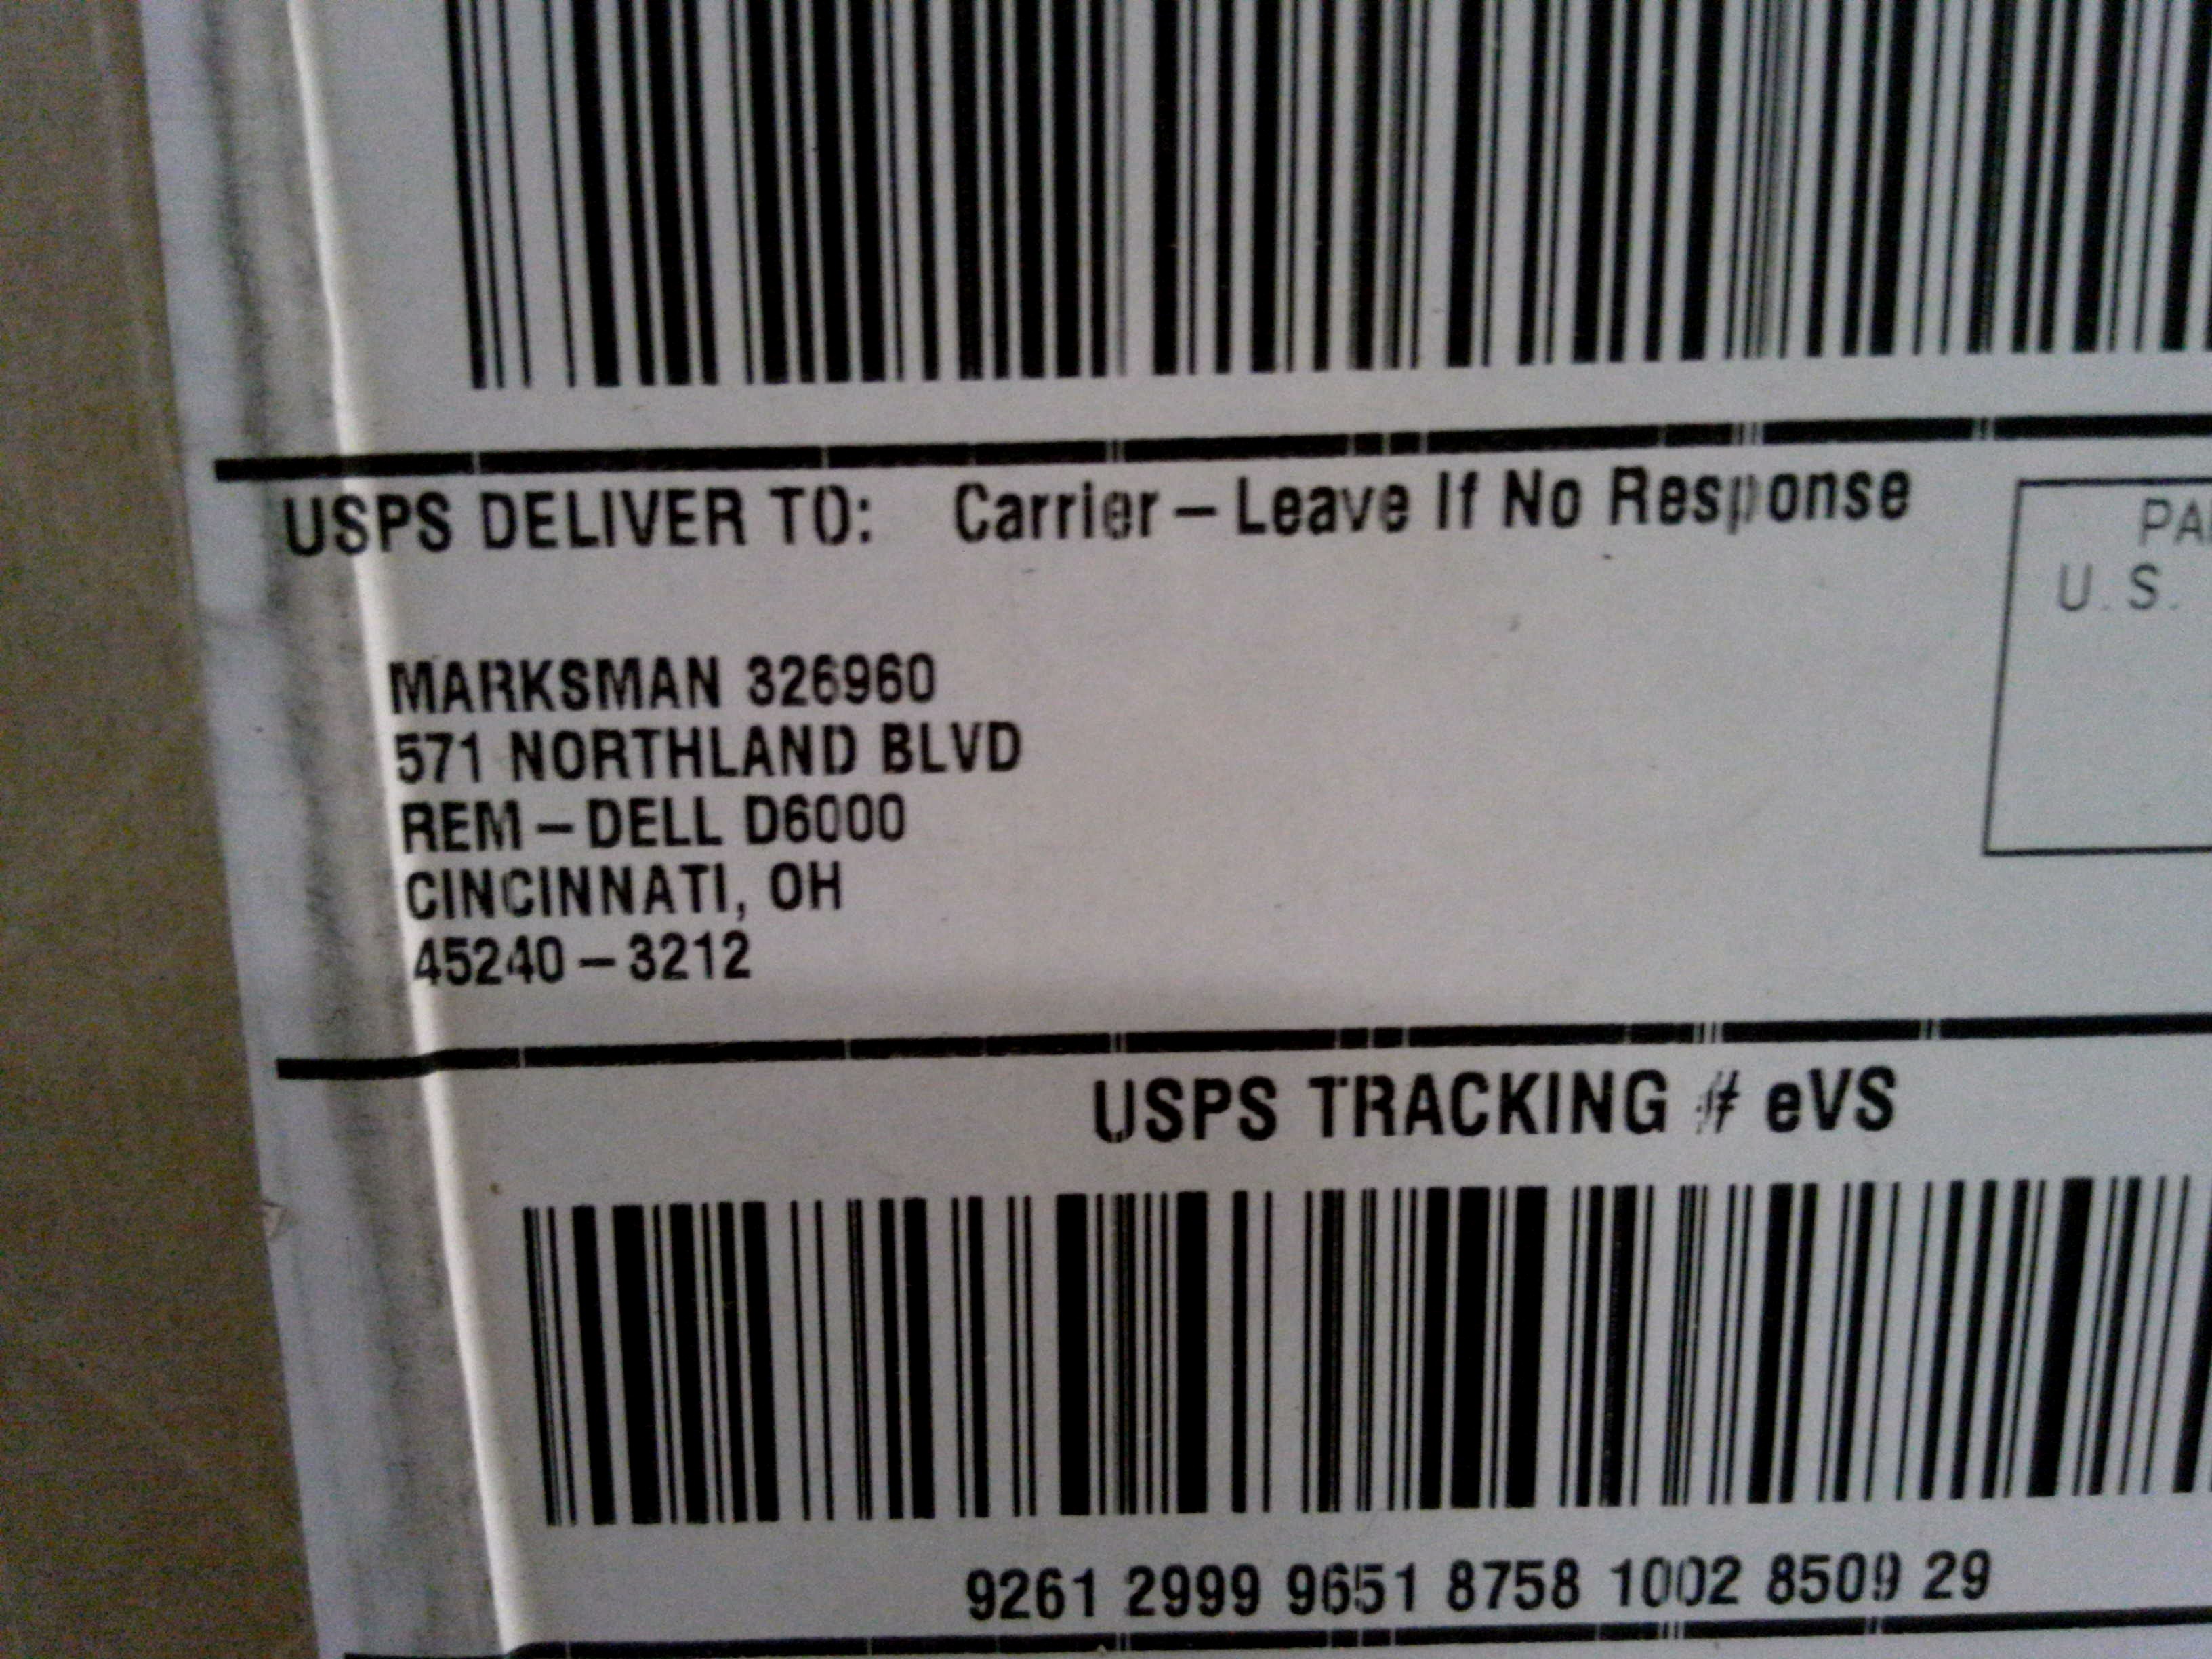 USPS DELIVER TO: Carrier – Leave If No Response
U.S.
MARKSMAN 326960
571 NORTHLAND BLVD
REM – DELL D6000
CINCINNATI, OH
45240 – 3212
USPS TRACKING # eVS
9261 2999 9651 8758 1002 8509 29